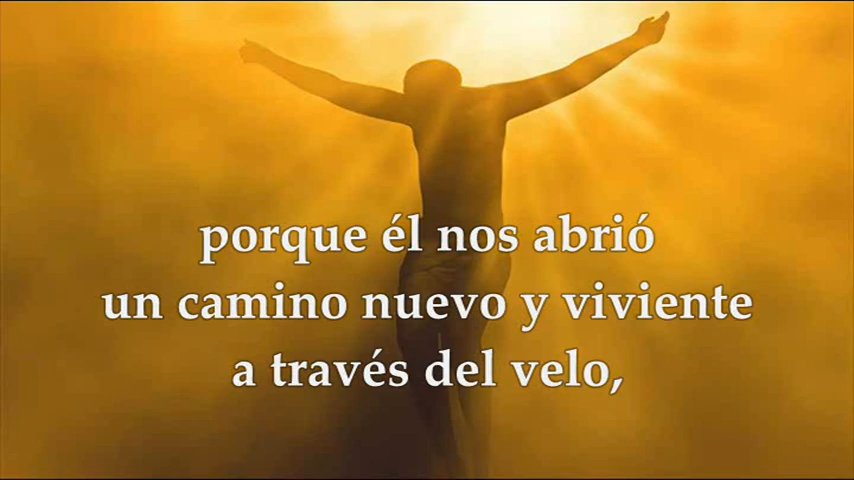 porque él nos abrió
un camino nuevo y viviente
a través del velo,